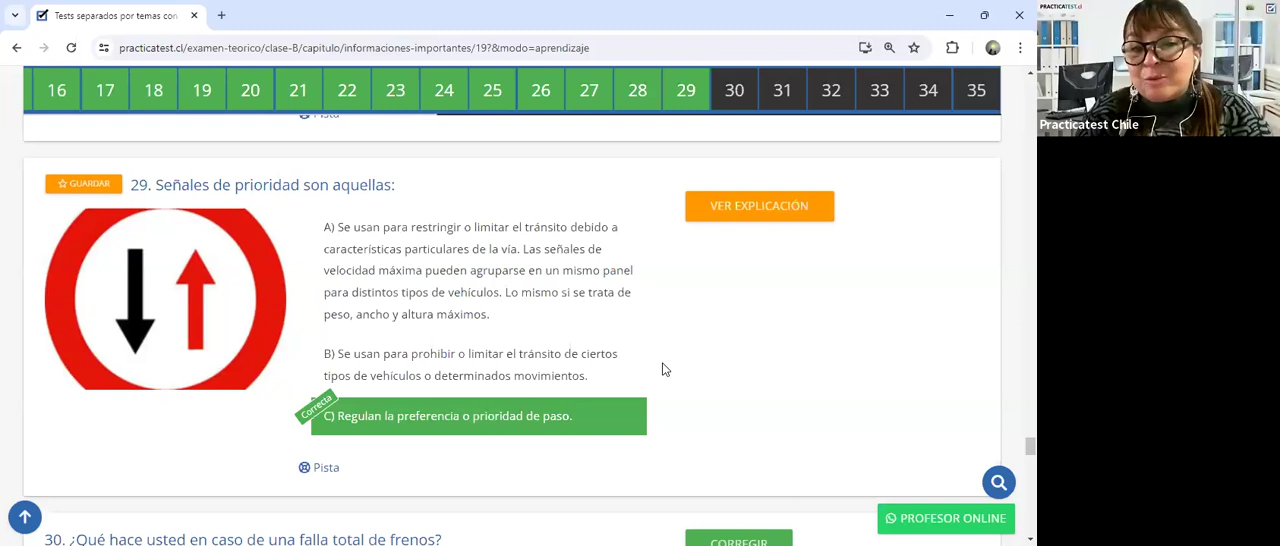 Tests separados por temas con
practicatest.cl/examen-teorico/clase-B/capitulo/informaciones-importantes/19?&modo=aprendizaje
16 17 18 19 20 21 22 23 24 25 26 27 28 29 30 31 32 33 34 35
Pista
GUARDAR
29. Señales de prioridad son aquellas:
VER EXPLICACIÓN
A) Se usan para restringir o limitar el tránsito debido a
características particulares de la vía. Las señales de
velocidad máxima pueden agruparse en un mismo panel
para distintos tipos de vehículos. Lo mismo si se trata de
peso, ancho y altura máximos.
B) Se usan para prohibir o limitar el tránsito de ciertos
tipos de vehículos o determinados movimientos.
Correcta
C) Regulan la preferencia o prioridad de paso.
Pista
PROFESOR ONLINE
30. ¿Qué hace usted en caso de una falla total de frenos?
CORREGIR
PRACTICATEST.cl
Practicatest Chile